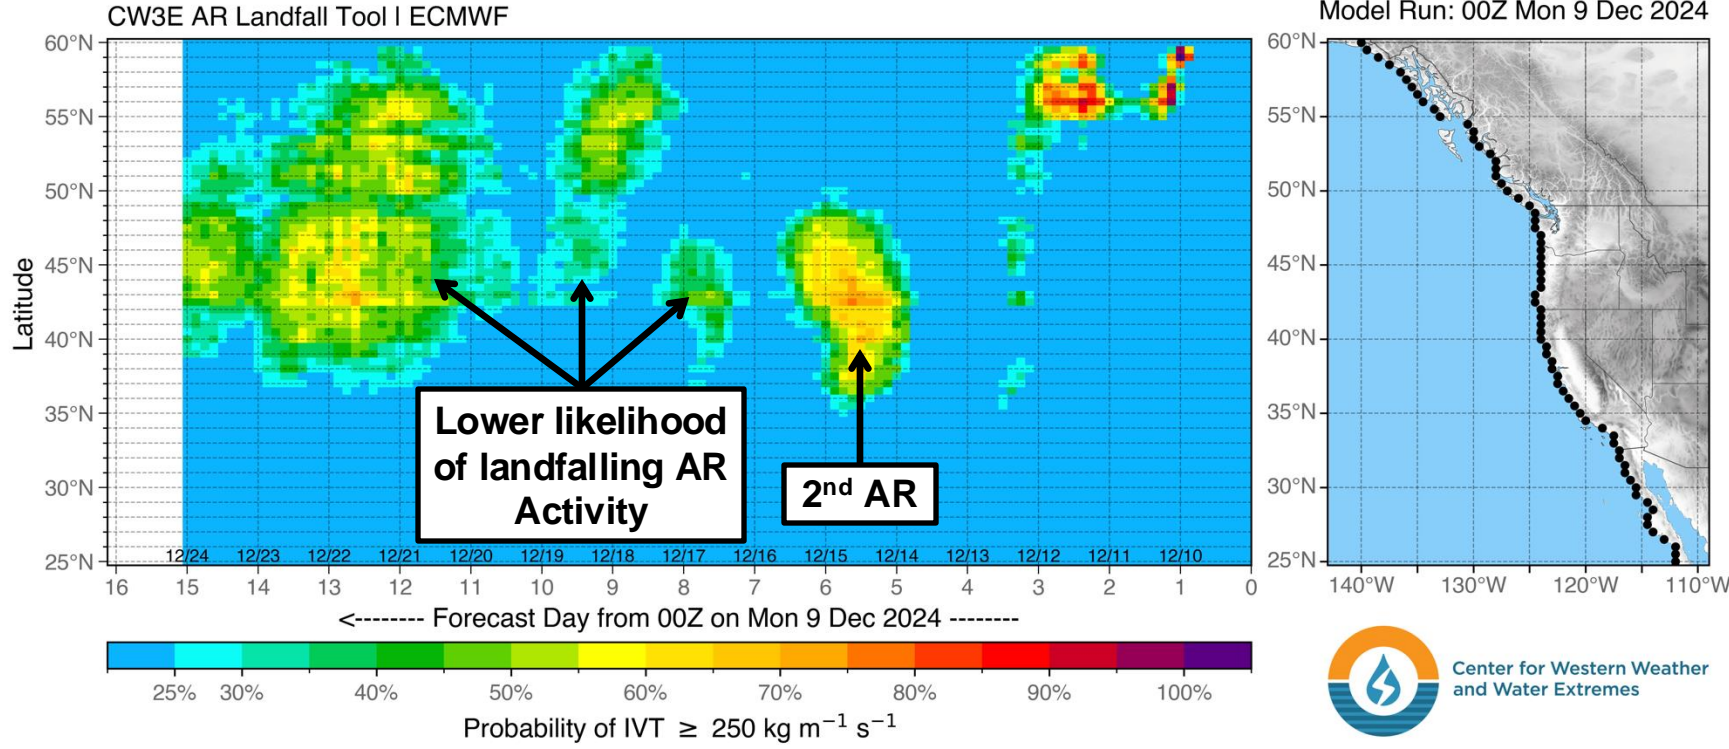 CW3E AR Landfall Tool | ECMWF
Model Run: 00Z Mon 9 Dec 2024
60°N
55°N
50°N
45°N
40°N
35°N
30°N
25°N
Latitude
Lower likelihood
of landfalling AR
Activity
2nd AR
12/24 12/23 12/22 12/21 12/20 12/19 12/18 12/17 12/16 12/15 12/14 12/13 12/12 12/11 12/10
16 15 14 13 12 11 10 9 8 7 6 5 4 3 2 1 0
<-------- Forecast Day from 00Z on Mon 9 Dec 2024 --------
25% 30% 40% 50% 60% 70% 80% 90% 100%
Probability of IVT ≥ 250 kg m⁻¹ s⁻¹
60°N
55°N
50°N
45°N
40°N
35°N
30°N
25°N
140°W 130°W 120°W 110°W
Center for Western Weather
and Water Extremes